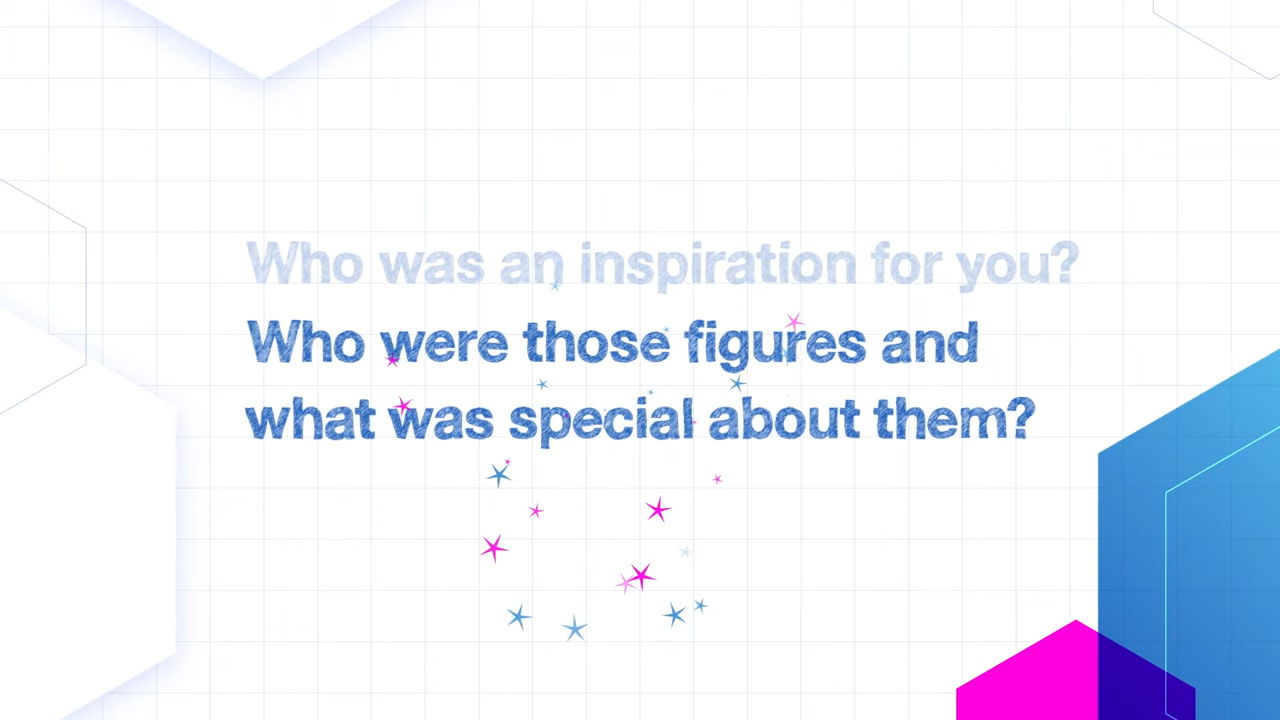 Who was an inspiration for you?
Who were those figures and
what was special about them?